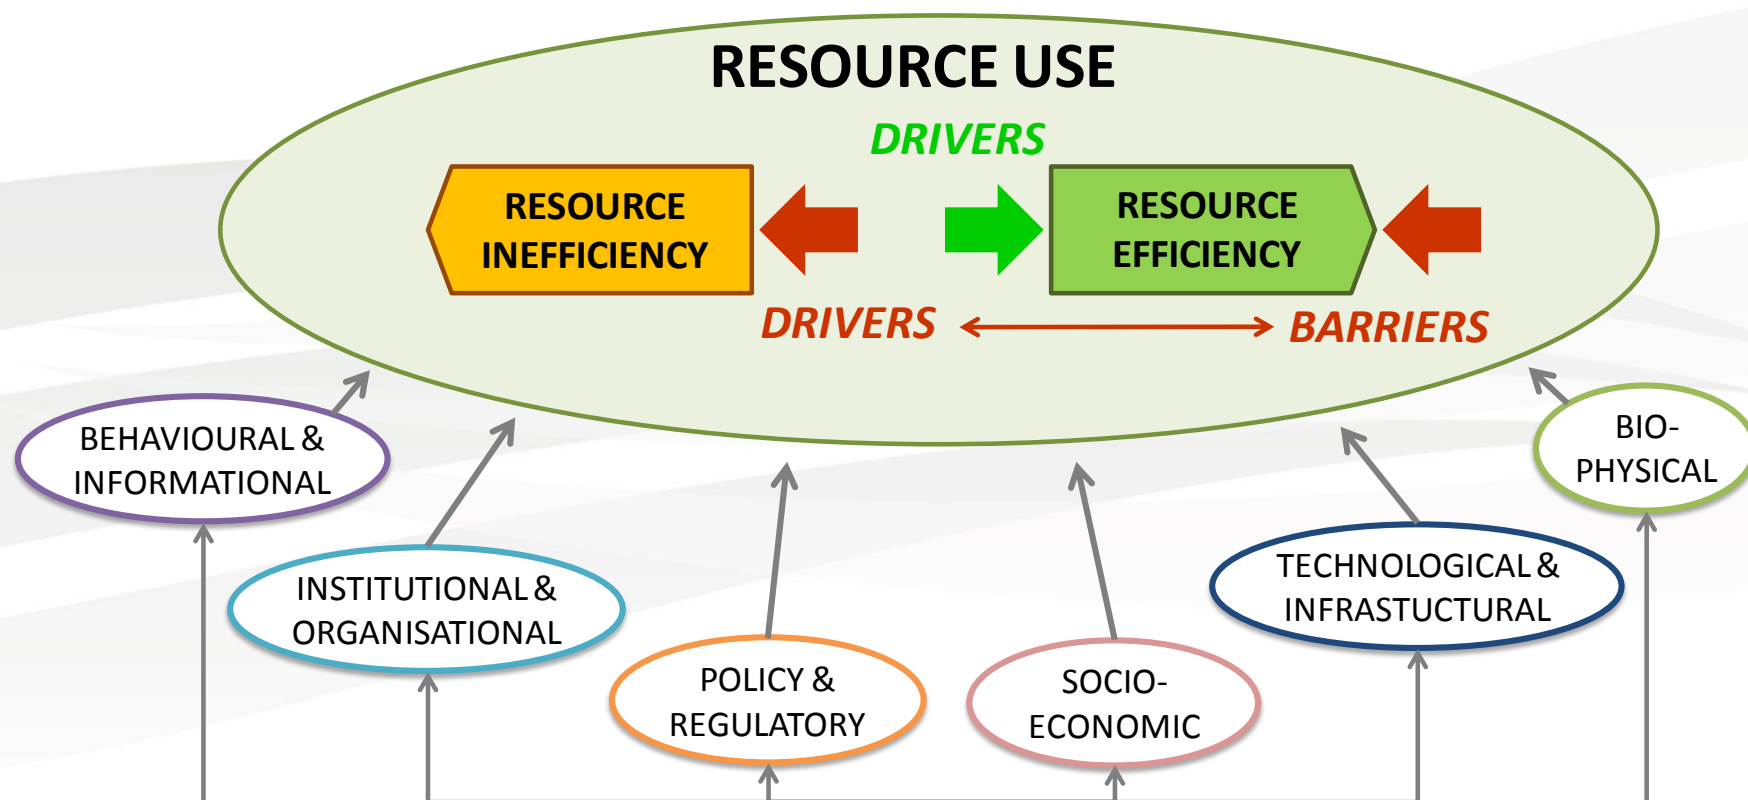 RESOURCE USE
DRIVERS
RESOURCE
INEFFICIENCY
RESOURCE
EFFICIENCY
DRIVERS
BARRIERS
BEHAVIOURAL &
INFORMATIONAL
BIO-
PHYSICAL
INSTITUTIONAL &
ORGANISATIONAL
TECHNOLOGICAL &
INFRASTUCTURAL
POLICY &
REGULATORY
SOCIO-
ECONOMIC